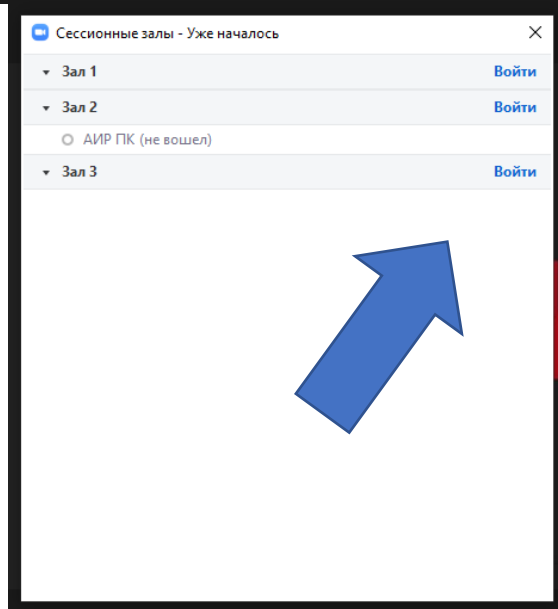 Сессионные залы - Уже началось
Зал 1 Войти
Зал 2 Войти
АИР ПК (не вошел)
Зал 3 Войти